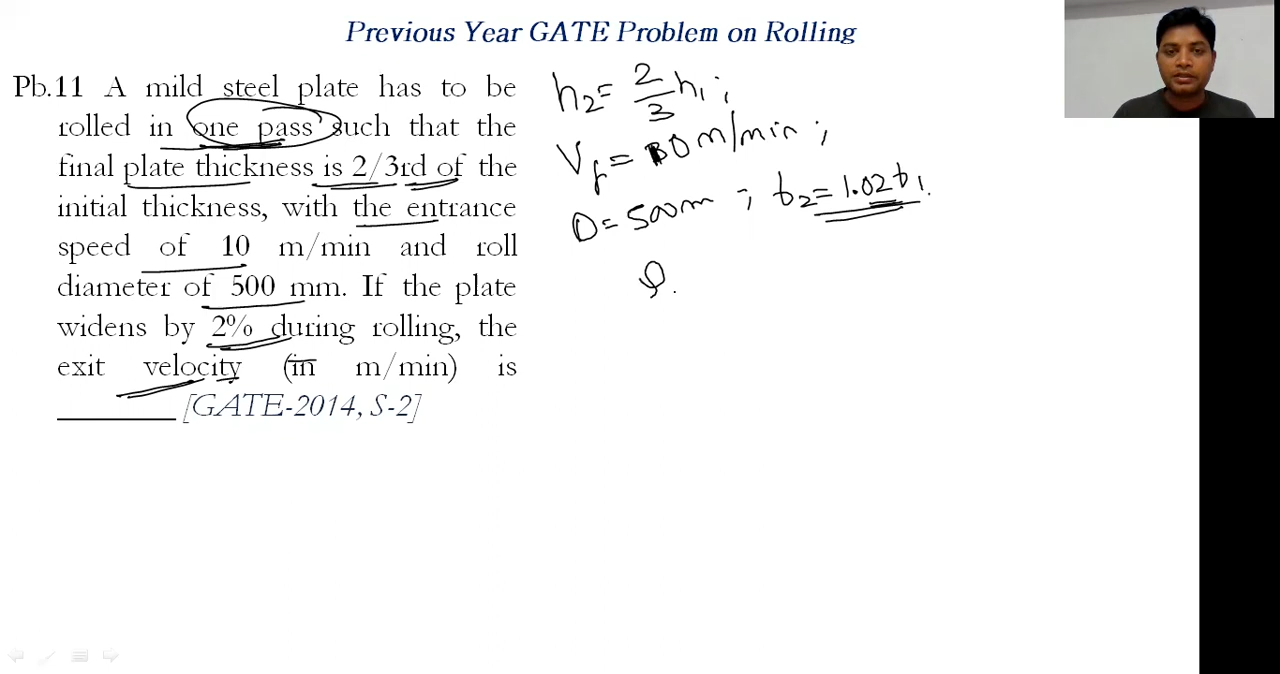 Previous Year GATE Problem on Rolling
Pb.11 A mild steel plate has to be
rolled in one pass such that the
final plate thickness is 2/3rd of the
initial thickness, with the entrance
speed of 10 m/min and roll
diameter of 500 mm. If the plate
widens by 2% during rolling, the
exit velocity (in m/min) is
________ [GATE-2014, S-2]
h2 = 2/3 h1 ;
= 10 m/min ;
D = 500m ; b2 = 1.02 b1 .